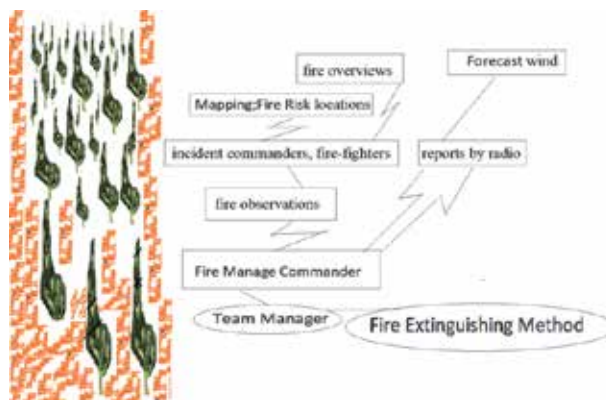 fire overviews
Forecast wind
Mapping;Fire Risk locations
incident commanders, fire-fighters
reports by radio
fire observations
Fire Manage Commander
Team Manager
Fire Extinguishing Method